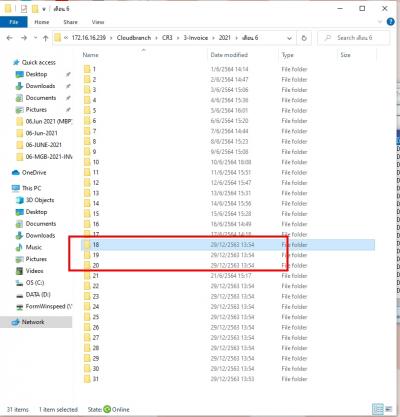 เดือน 6
File Home Share View
172.16.16.239 > Cloudbranch > CR3 > 3-Invoice > 2021 > เดือน 6
Search เดือน 6
Name Date modified Type Size
Quick access
Desktop
Downloads
Documents
Pictures
06.Jun 2021 (MBP)
06-Jun-2021
06-JUNE-2021
06-MGB-2021-INV
OneDrive
This PC
3D Objects
Desktop
Documents
Downloads
Music
Pictures
Videos
OS (C:)
DATA (D:)
FormWinspeed (\\
Network
1 1/6/2564 14:14 File folder
2 2/6/2564 14:47 File folder
3 3/6/2564 15:06 File folder
4 4/6/2564 15:36 File folder
5 5/6/2564 16:01 File folder
6 6/6/2564 15:20 File folder
7 7/6/2564 14:44 File folder
8 8/6/2564 15:23 File folder
9 9/6/2564 15:08 File folder
10 10/6/2564 16:08 File folder
11 11/6/2564 15:51 File folder
12 12/6/2564 15:47 File folder
13 13/6/2564 15:31 File folder
14 14/6/2564 15:36 File folder
15 15/6/2564 15:28 File folder
16 16/6/2564 14:49 File folder
17 17/6/2564 14:18 File folder
18 29/12/2563 13:54 File folder
19 29/12/2563 13:54 File folder
20 29/12/2563 13:54 File folder
21 21/6/2564 15:17 File folder
22 29/12/2563 13:54 File folder
23 29/12/2563 13:54 File folder
24 29/12/2563 13:54 File folder
25 29/12/2563 13:54 File folder
26 29/12/2563 13:54 File folder
27 29/12/2563 13:54 File folder
28 29/12/2563 13:54 File folder
29 29/12/2563 13:54 File folder
30 29/12/2563 13:54 File folder
31 29/12/2563 13:53 File folder
31 items 1 item selected State: Online